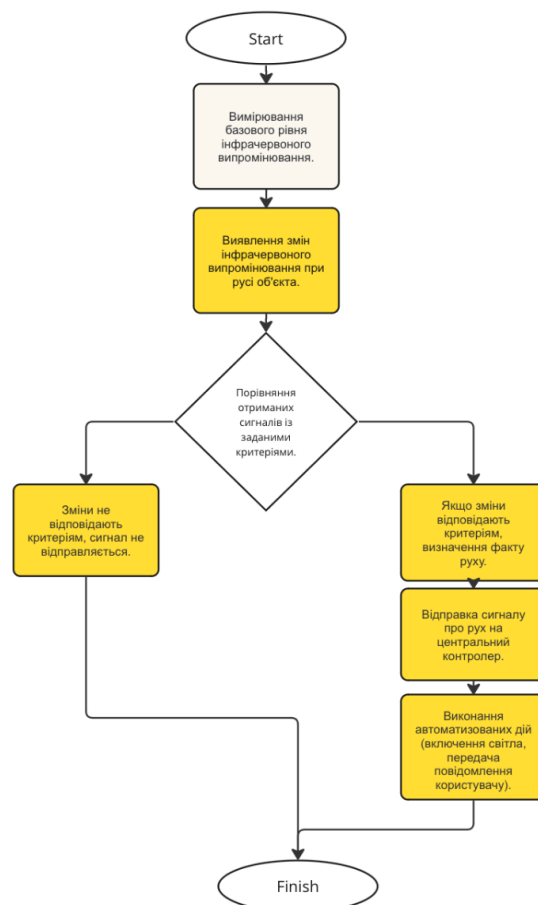 Start
Вимірювання
базового рівня
інфрачервоного
випромінювання.
Виявлення змін
інфрачервоного
випромінювання при
русі об'єкта.
Порівняння
отриманих
сигналів із
заданими
критеріями.
Зміни не
відповідають
критеріям, сигнал не
відправляється.
Якщо зміни
відповідають
критеріям,
визначення факту
руху.
Відправка сигналу
про рух на
центральний
контролер.
Виконання
автоматизованих дій
(включення світла,
передача
повідомлення
користувачу).
Finish